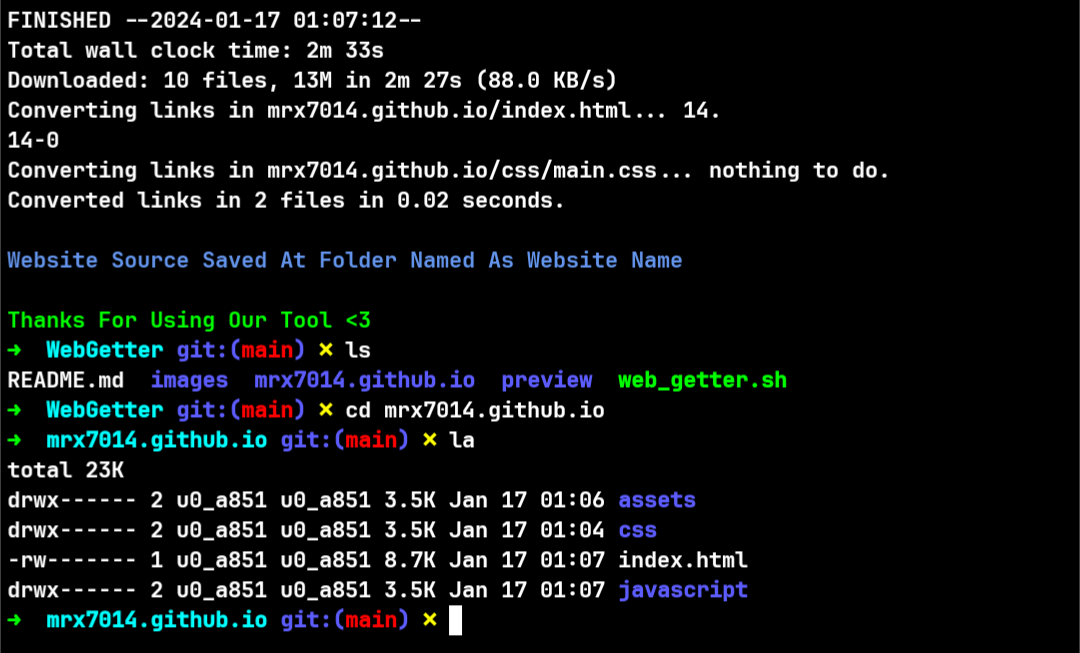 FINISHED --2024-01-17 01:07:12--
Total wall clock time: 2m 33s
Downloaded: 10 files, 13M in 2m 27s (88.0 KB/s)
Converting links in mrx7014.github.io/index.html... 14.
14-0
Converting links in mrx7014.github.io/css/main.css... nothing to do.
Converted links in 2 files in 0.02 seconds.
Website Source Saved At Folder Named As Website Name
Thanks For Using Our Tool <3
➜  WebGetter git:(main) ✗ ls
README.md  images  mrx7014.github.io  preview  web_getter.sh
➜  WebGetter git:(main) ✗ cd mrx7014.github.io
➜  mrx7014.github.io git:(main) ✗ la
total 23K
drwx------ 2 u0_a851 u0_a851 3.5K Jan 17 01:06 assets
drwx------ 2 u0_a851 u0_a851 3.5K Jan 17 01:04 css
-rw------- 1 u0_a851 u0_a851 8.7K Jan 17 01:07 index.html
drwx------ 2 u0_a851 u0_a851 3.5K Jan 17 01:07 javascript
➜  mrx7014.github.io git:(main) ✗